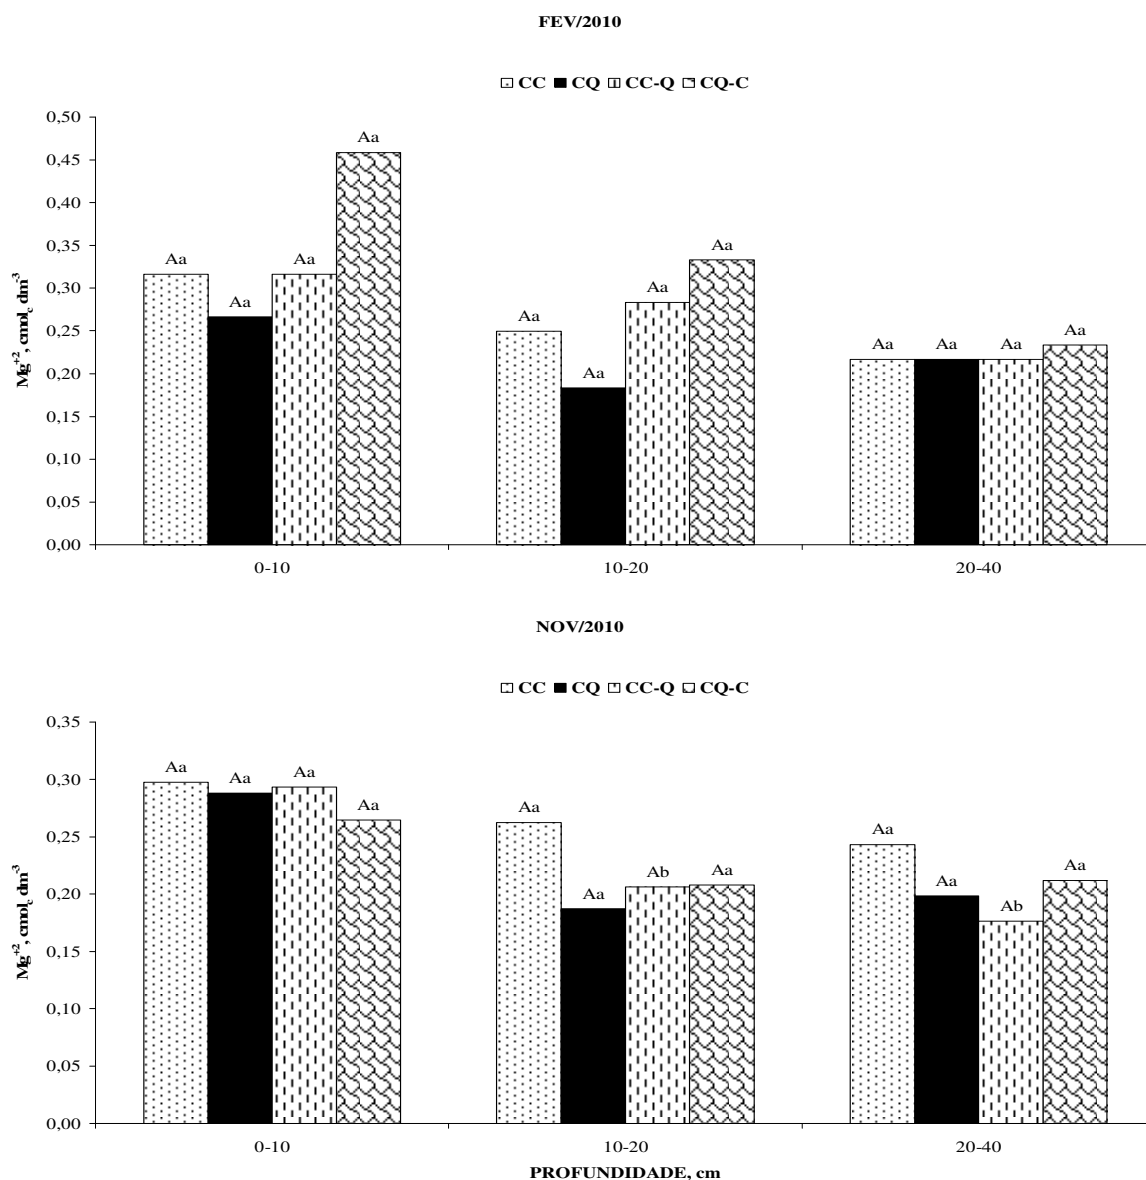 FEV/2010
CC CQ CC-Q CQ-C
0,50
0,45
0,40
0,35
0,30
0,25
0,20
0,15
0,10
0,05
0,00
Mg⁺², cmolc dm⁻³
Aa Aa Aa Aa
Aa Aa Aa Aa
Aa Aa Aa Aa
0-10 10-20 20-40
NOV/2010
CC CQ CC-Q CQ-C
0,35
0,30
0,25
0,20
0,15
0,10
0,05
0,00
Mg⁺², cmolc dm⁻³
Aa Aa Aa Aa
Aa Aa Ab Aa
Aa Aa Ab Aa
0-10 10-20 20-40
PROFUNDIDADE, cm